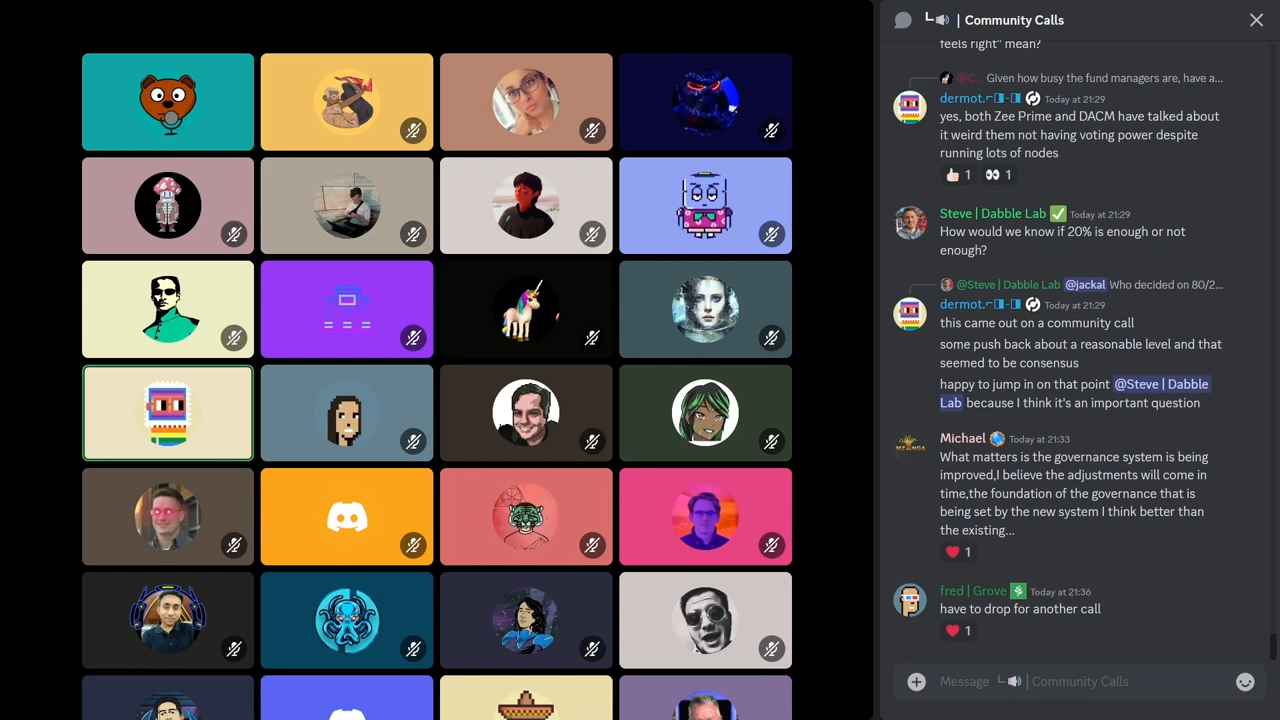 ┗🔊 | Community Calls
feels right" mean?
@C... Given how busy the fund managers are, have a...
dermot.⌐◨-◨ Today at 21:29
yes, both Zee Prime and DACM have talked about
it weird them not having voting power despite
running lots of nodes
👍🏻 1 👀 1
Steve | Dabble Lab ✅ Today at 21:29
How would we know if 20% is enough or not
enough?
@Steve | Dabble Lab @jackal Who decided on 80/2...
dermot.⌐◨-◨ Today at 21:29
this came out on a community call
some push back about a reasonable level and that
seemed to be consensus
happy to jump in on that point @Steve | Dabble
Lab because I think it's an important question
Michael Today at 21:33
What matters is the governance system is being
improved,I believe the adjustments will come in
time,the foundation of the governance that is
being set by the new system I think better than
the existing...
❤️ 1
fred | Grove Today at 21:36
have to drop for another call
❤️ 1
Message ┗🔊 | Community Calls